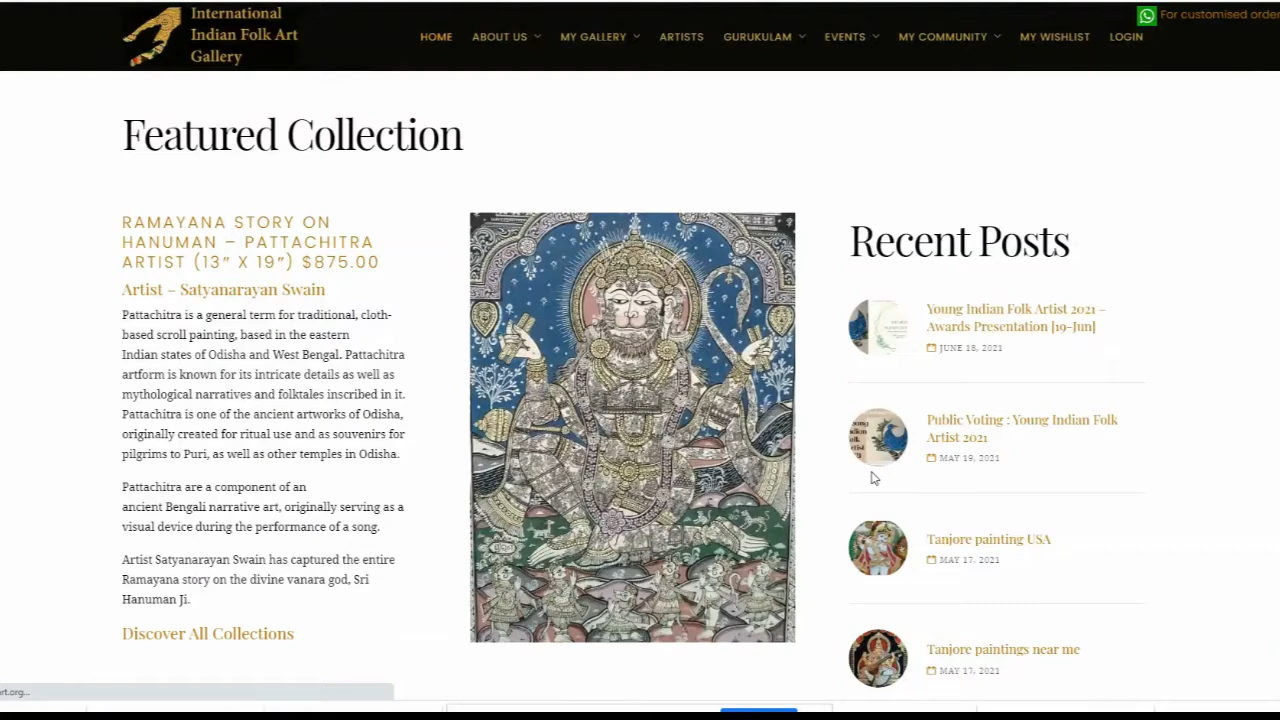 International
Indian Folk Art
Gallery
For customised order
HOME ABOUT US MY GALLERY ARTISTS GURUKULAM EVENTS MY COMMUNITY MY WISHLIST LOGIN
Featured Collection
RAMAYANA STORY ON
HANUMAN – PATTACHITRA
ARTIST (13″ X 19″) $875.00
Artist – Satyanarayan Swain
Pattachitra is a general term for traditional, cloth-
based scroll painting, based in the eastern
Indian states of Odisha and West Bengal. Pattachitra
artform is known for its intricate details as well as
mythological narratives and folktales inscribed in it.
Pattachitra is one of the ancient artworks of Odisha,
originally created for ritual use and as souvenirs for
pilgrims to Puri, as well as other temples in Odisha.
Pattachitra are a component of an
ancient Bengali narrative art, originally serving as a
visual device during the performance of a song.
Artist Satyanarayan Swain has captured the entire
Ramayana story on the divine vanara god, Sri
Hanuman Ji.
Discover All Collections
Recent Posts
Young Indian Folk Artist 2021 –
Awards Presentation [19-Jun]
JUNE 16, 2021
Public Voting : Young Indian Folk
Artist 2021
MAY 19, 2021
Tanjore painting USA
MAY 17, 2021
Tanjore paintings near me
MAY 17, 2021
rt.org...